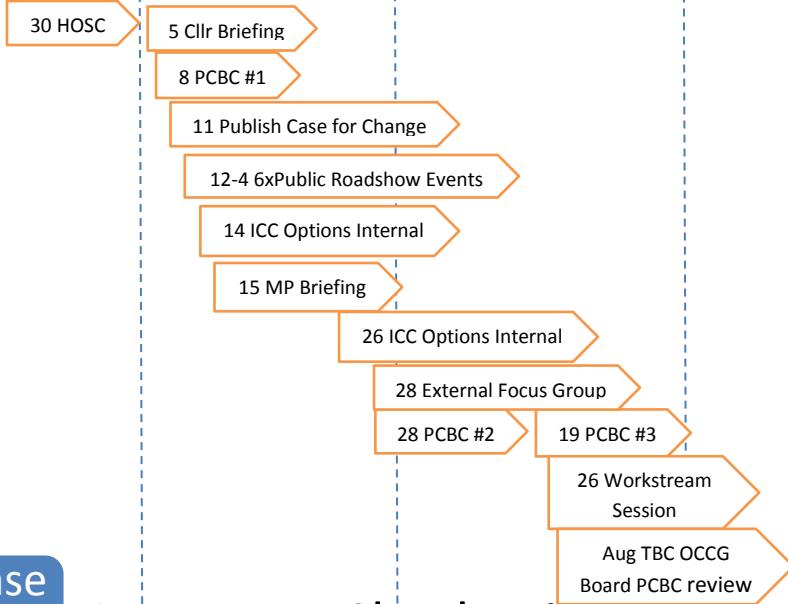 30 HOSC
5 Cllr Briefing
8 PCBC #1
11 Publish Case for Change
12-4 6xPublic Roadshow Events
14 ICC Options Internal
15 MP Briefing
26 ICC Options Internal
28 External Focus Group
28 PCBC #2
19 PCBC #3
26 Workstream
Session
Aug TBC OCCG
Board PCBC review